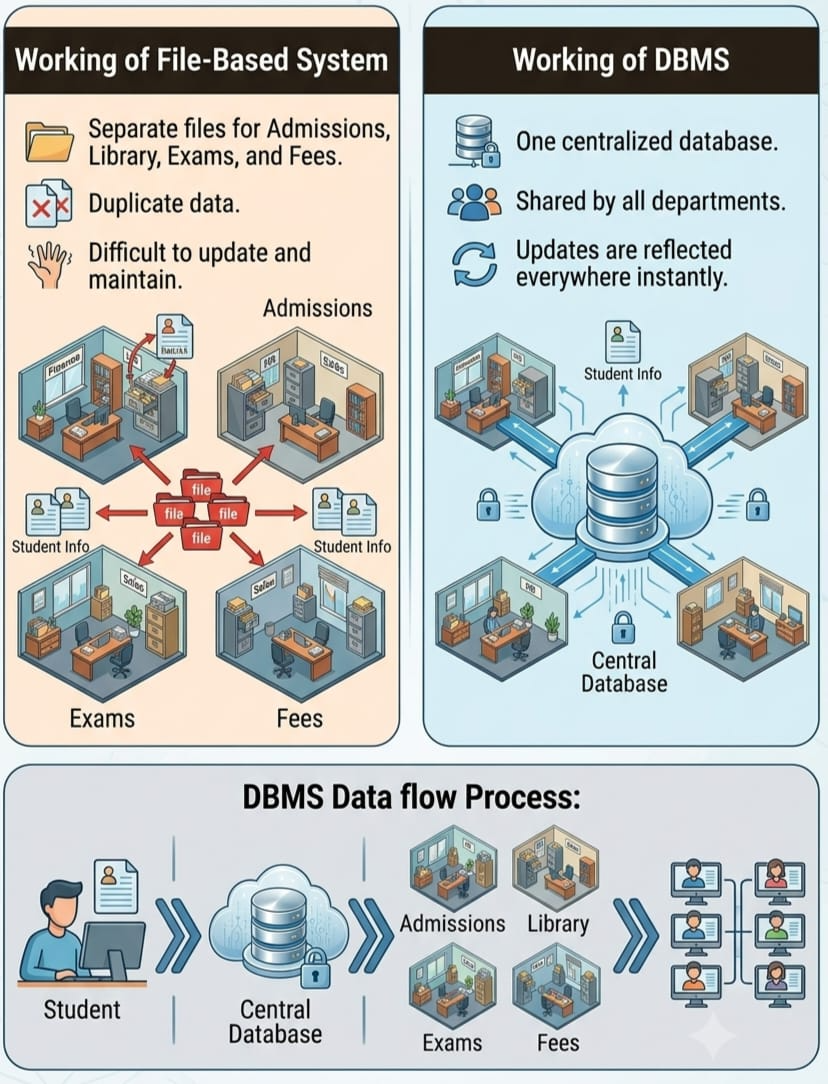 Working of File-Based System
Separate files for Admissions,
Library, Exams, and Fees.
Duplicate data.
Difficult to update and
maintain.
Admissions
Finance
file
fila
file
file
Student Info
Student Info
Exams
Fees
Working of DBMS
One centralized database.
Shared by all departments.
Updates are reflected
everywhere instantly.
Student Info
Central
Database
DBMS Data flow Process:
Student
Central
Database
Admissions
Library
Exams
Fees